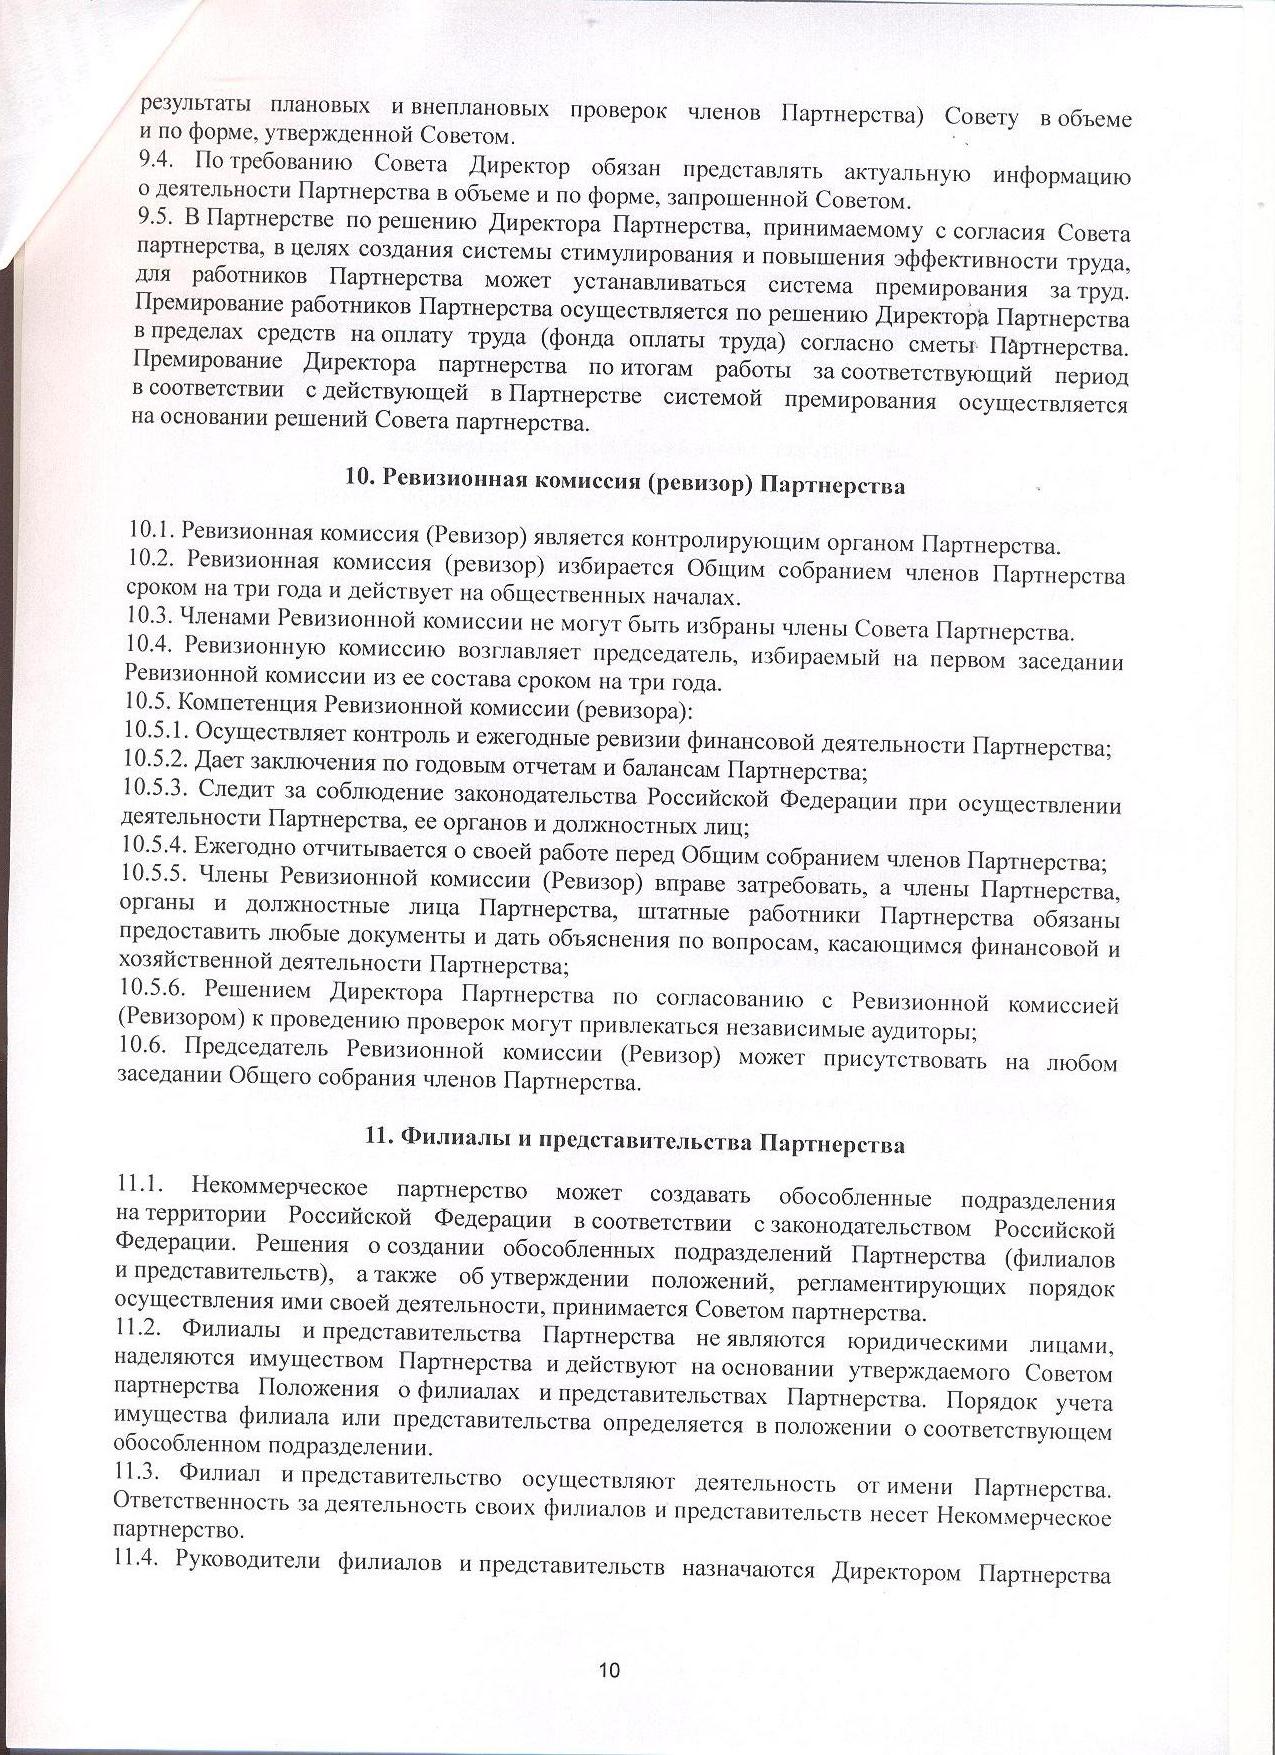 результаты плановых и внеплановых проверок членов Партнерства) Совету в объеме
и по форме, утвержденной Советом.
9.4. По требованию Совета Директор обязан представлять актуальную информацию
о деятельности Партнерства в объеме и по форме, запрошенной Советом.
9.5. В Партнерстве по решению Директора Партнерства, принимаемому с согласия Совета
партнерства, в целях создания системы стимулирования и повышения эффективности труда,
для работников Партнерства может устанавливаться система премирования за труд.
Премирование работников Партнерства осуществляется по решению Директора Партнерства
в пределах средств на оплату труда (фонда оплаты труда) согласно сметы Партнерства.
Премирование Директора партнерства по итогам работы за соответствующий период
в соответствии с действующей в Партнерстве системой премирования осуществляется
на основании решений Совета партнерства.
10. Ревизионная комиссия (ревизор) Партнерства
10.1. Ревизионная комиссия (Ревизор) является контролирующим органом Партнерства.
10.2. Ревизионная комиссия (ревизор) избирается Общим собранием членов Партнерства
сроком на три года и действует на общественных началах.
10.3. Членами Ревизионной комиссии не могут быть избраны члены Совета Партнерства.
10.4. Ревизионную комиссию возглавляет председатель, избираемый на первом заседании
Ревизионной комиссии из ее состава сроком на три года.
10.5. Компетенция Ревизионной комиссии (ревизора):
10.5.1. Осуществляет контроль и ежегодные ревизии финансовой деятельности Партнерства;
10.5.2. Дает заключения по годовым отчетам и балансам Партнерства;
10.5.3. Следит за соблюдение законодательства Российской Федерации при осуществлении
деятельности Партнерства, ее органов и должностных лиц;
10.5.4. Ежегодно отчитывается о своей работе перед Общим собранием членов Партнерства;
10.5.5. Члены Ревизионной комиссии (Ревизор) вправе затребовать, а члены Партнерства,
органы и должностные лица Партнерства, штатные работники Партнерства обязаны
предоставить любые документы и дать объяснения по вопросам, касающимся финансовой и
хозяйственной деятельности Партнерства;
10.5.6. Решением Директора Партнерства по согласованию с Ревизионной комиссией
(Ревизором) к проведению проверок могут привлекаться независимые аудиторы;
10.6. Председатель Ревизионной комиссии (Ревизор) может присутствовать на любом
заседании Общего собрания членов Партнерства.
11. Филиалы и представительства Партнерства
11.1. Некоммерческое партнерство может создавать обособленные подразделения
на территории Российской Федерации в соответствии с законодательством Российской
Федерации. Решения о создании обособленных подразделений Партнерства (филиалов
и представительств), а также об утверждении положений, регламентирующих порядок
осуществления ими своей деятельности, принимается Советом партнерства.
11.2. Филиалы и представительства Партнерства не являются юридическими лицами,
наделяются имуществом Партнерства и действуют на основании утверждаемого Советом
партнерства Положения о филиалах и представительствах Партнерства. Порядок учета
имущества филиала или представительства определяется в положении о соответствующем
обособленном подразделении.
11.3. Филиал и представительство осуществляют деятельность от имени Партнерства.
Ответственность за деятельность своих филиалов и представительств несет Некоммерческое
партнерство.
11.4. Руководители филиалов и представительств назначаются Директором Партнерства
10